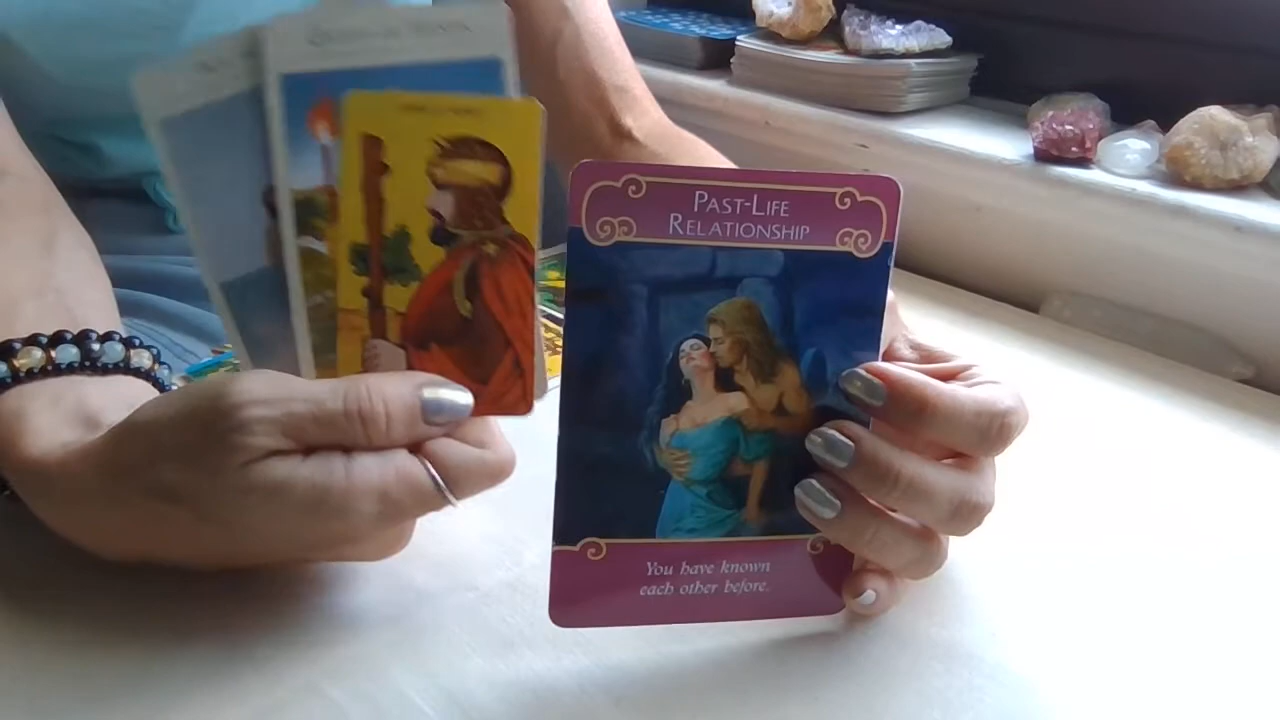 Past-Life
Relationship
You have known
each other before.